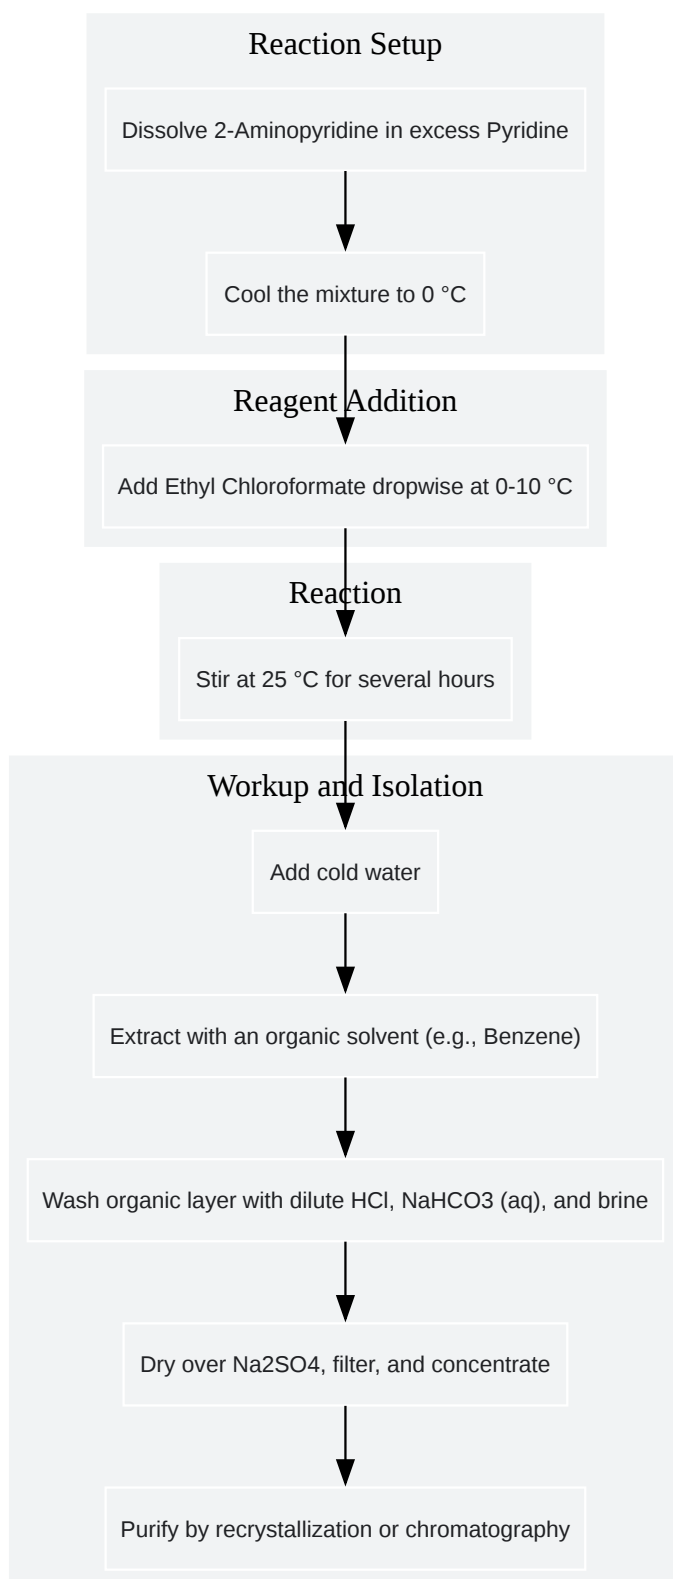 Reaction Setup
Dissolve 2-Aminopyridine in excess Pyridine
Cool the mixture to 0 °C
Reagent Addition
Add Ethyl Chloroformate dropwise at 0-10 °C
Reaction
Stir at 25 °C for several hours
Workup and Isolation
Add cold water
Extract with an organic solvent (e.g., Benzene)
Wash organic layer with dilute HCl, NaHCO3 (aq), and brine
Dry over Na2SO4, filter, and concentrate
Purify by recrystallization or chromatography